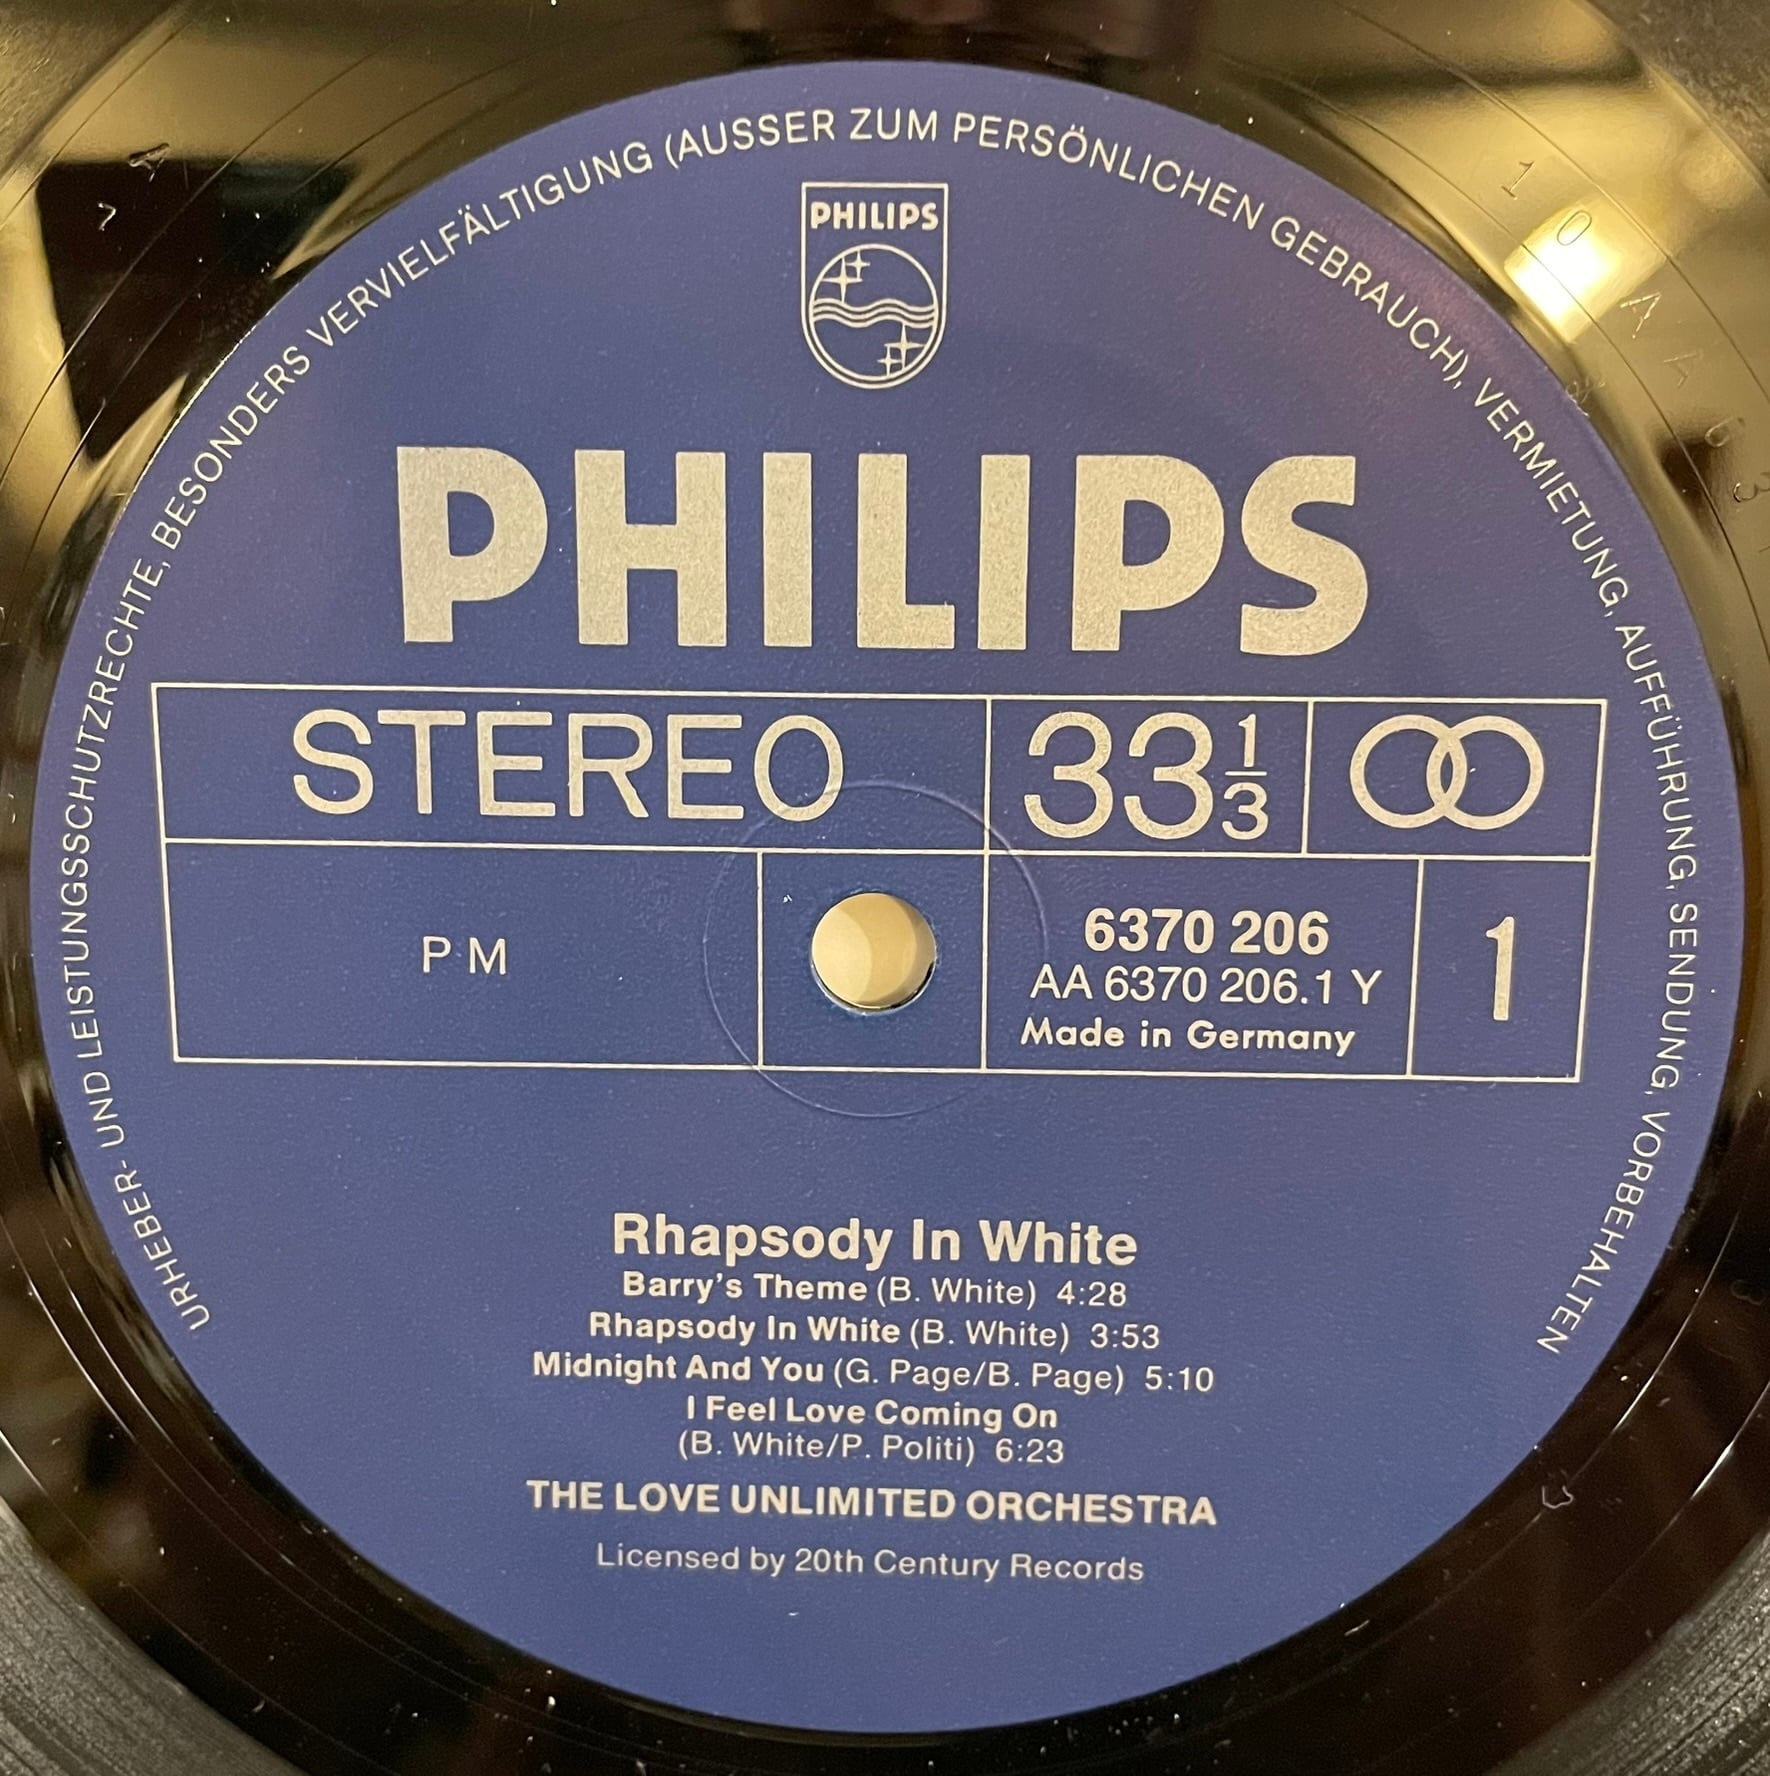 URHEBER- UND LEISTUNGSSCHUTZRECHTE, BESONDERS VERVIELFÄLTIGUNG (AUSSER ZUM PERSÖNLICHEN GEBRAUCH), VERMIETUNG, AUFFÜHRUNG, SENDUNG, VORBEHALTEN
PHILIPS
PHILIPS
STEREO
33 1/3
PM
6370 206
AA 6370 206.1 Y
Made in Germany
1
Rhapsody In White
Barry's Theme (B. White) 4:28
Rhapsody In White (B. White) 3:53
Midnight And You (G. Page/B. Page) 5:10
I Feel Love Coming On
(B. White/P. Politi) 6:23
THE LOVE UNLIMITED ORCHESTRA
Licensed by 20th Century Records